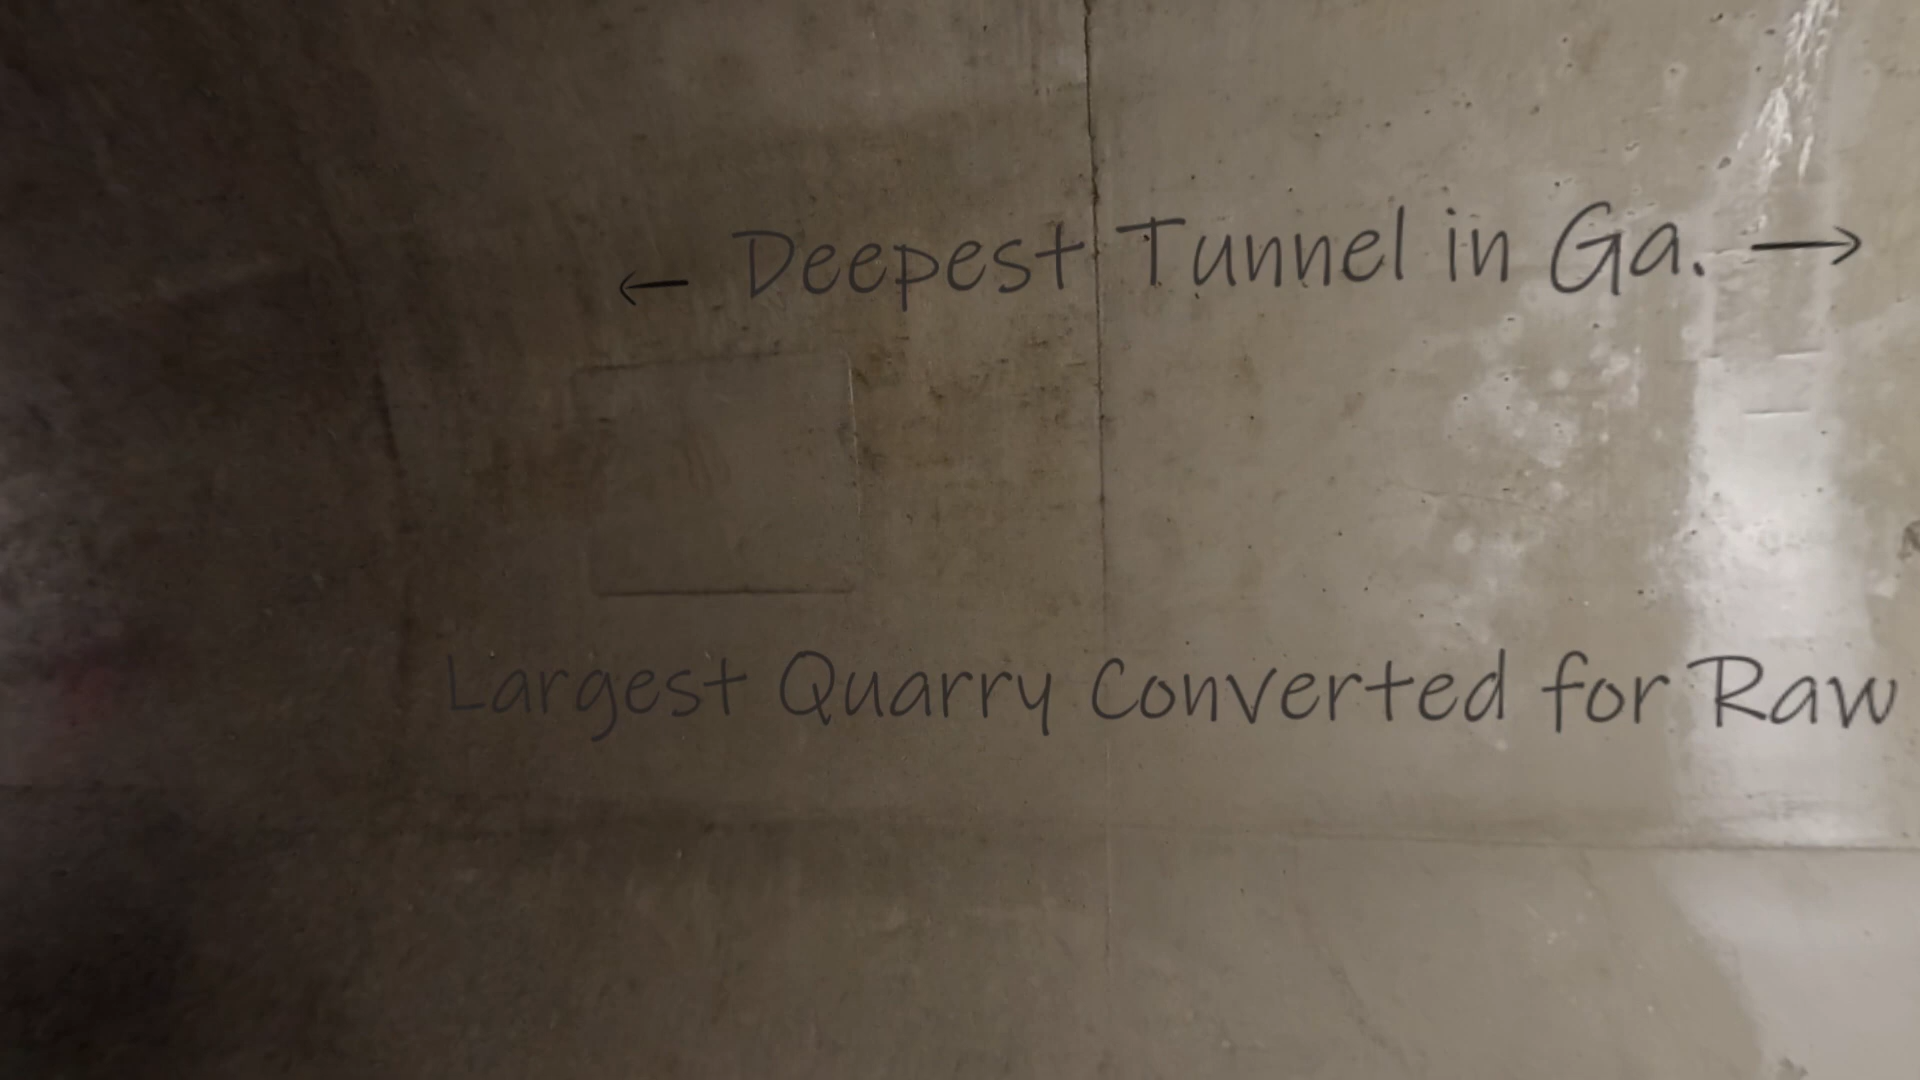 ← Deepest Tunnel in Ga. →
Largest Quarry Converted for Raw